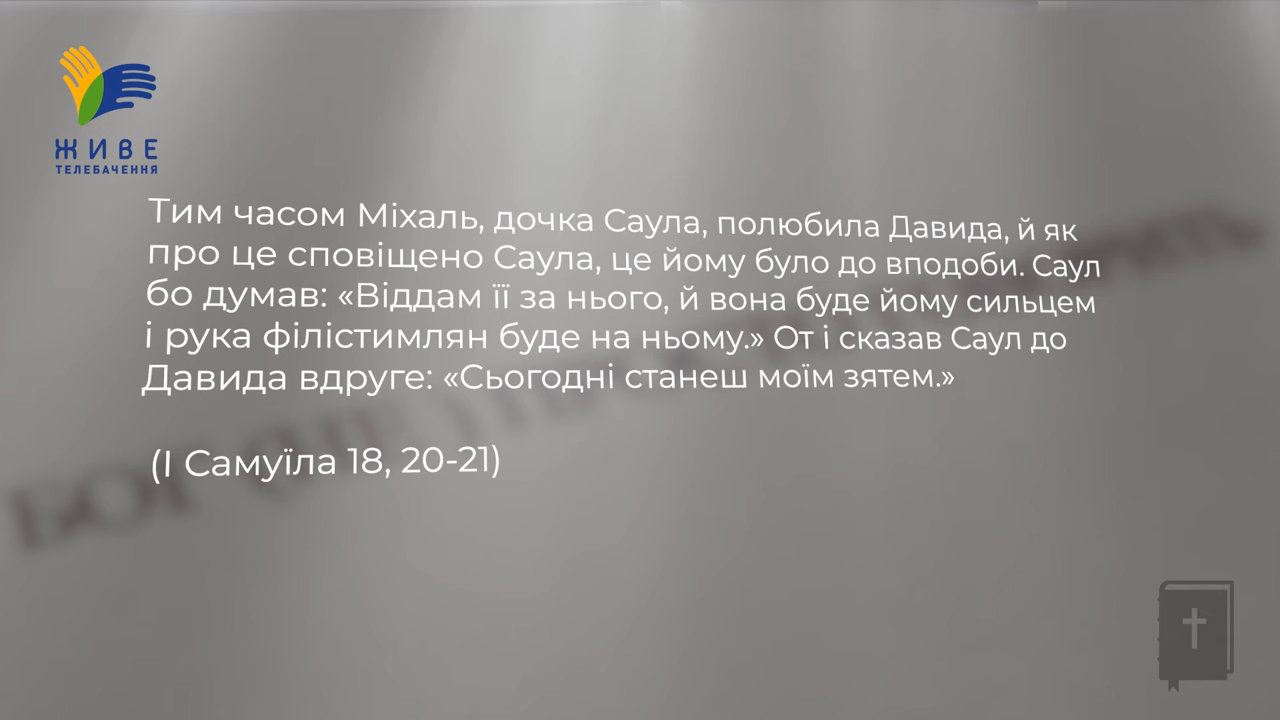 ЖИВЕ
ТЕЛЕБАЧЕННЯ
Тим часом Міхаль, дочка Саула, полюбила Давида, й як
про це сповіщено Саула, це йому було до вподоби. Саул
бо думав: «Віддам її за нього, й вона буде йому сильцем
і рука філістимлян буде на ньому.» От і сказав Саул до
Давида вдруге: «Сьогодні станеш моїм зятем.»
(І Самуїла 18, 20-21)